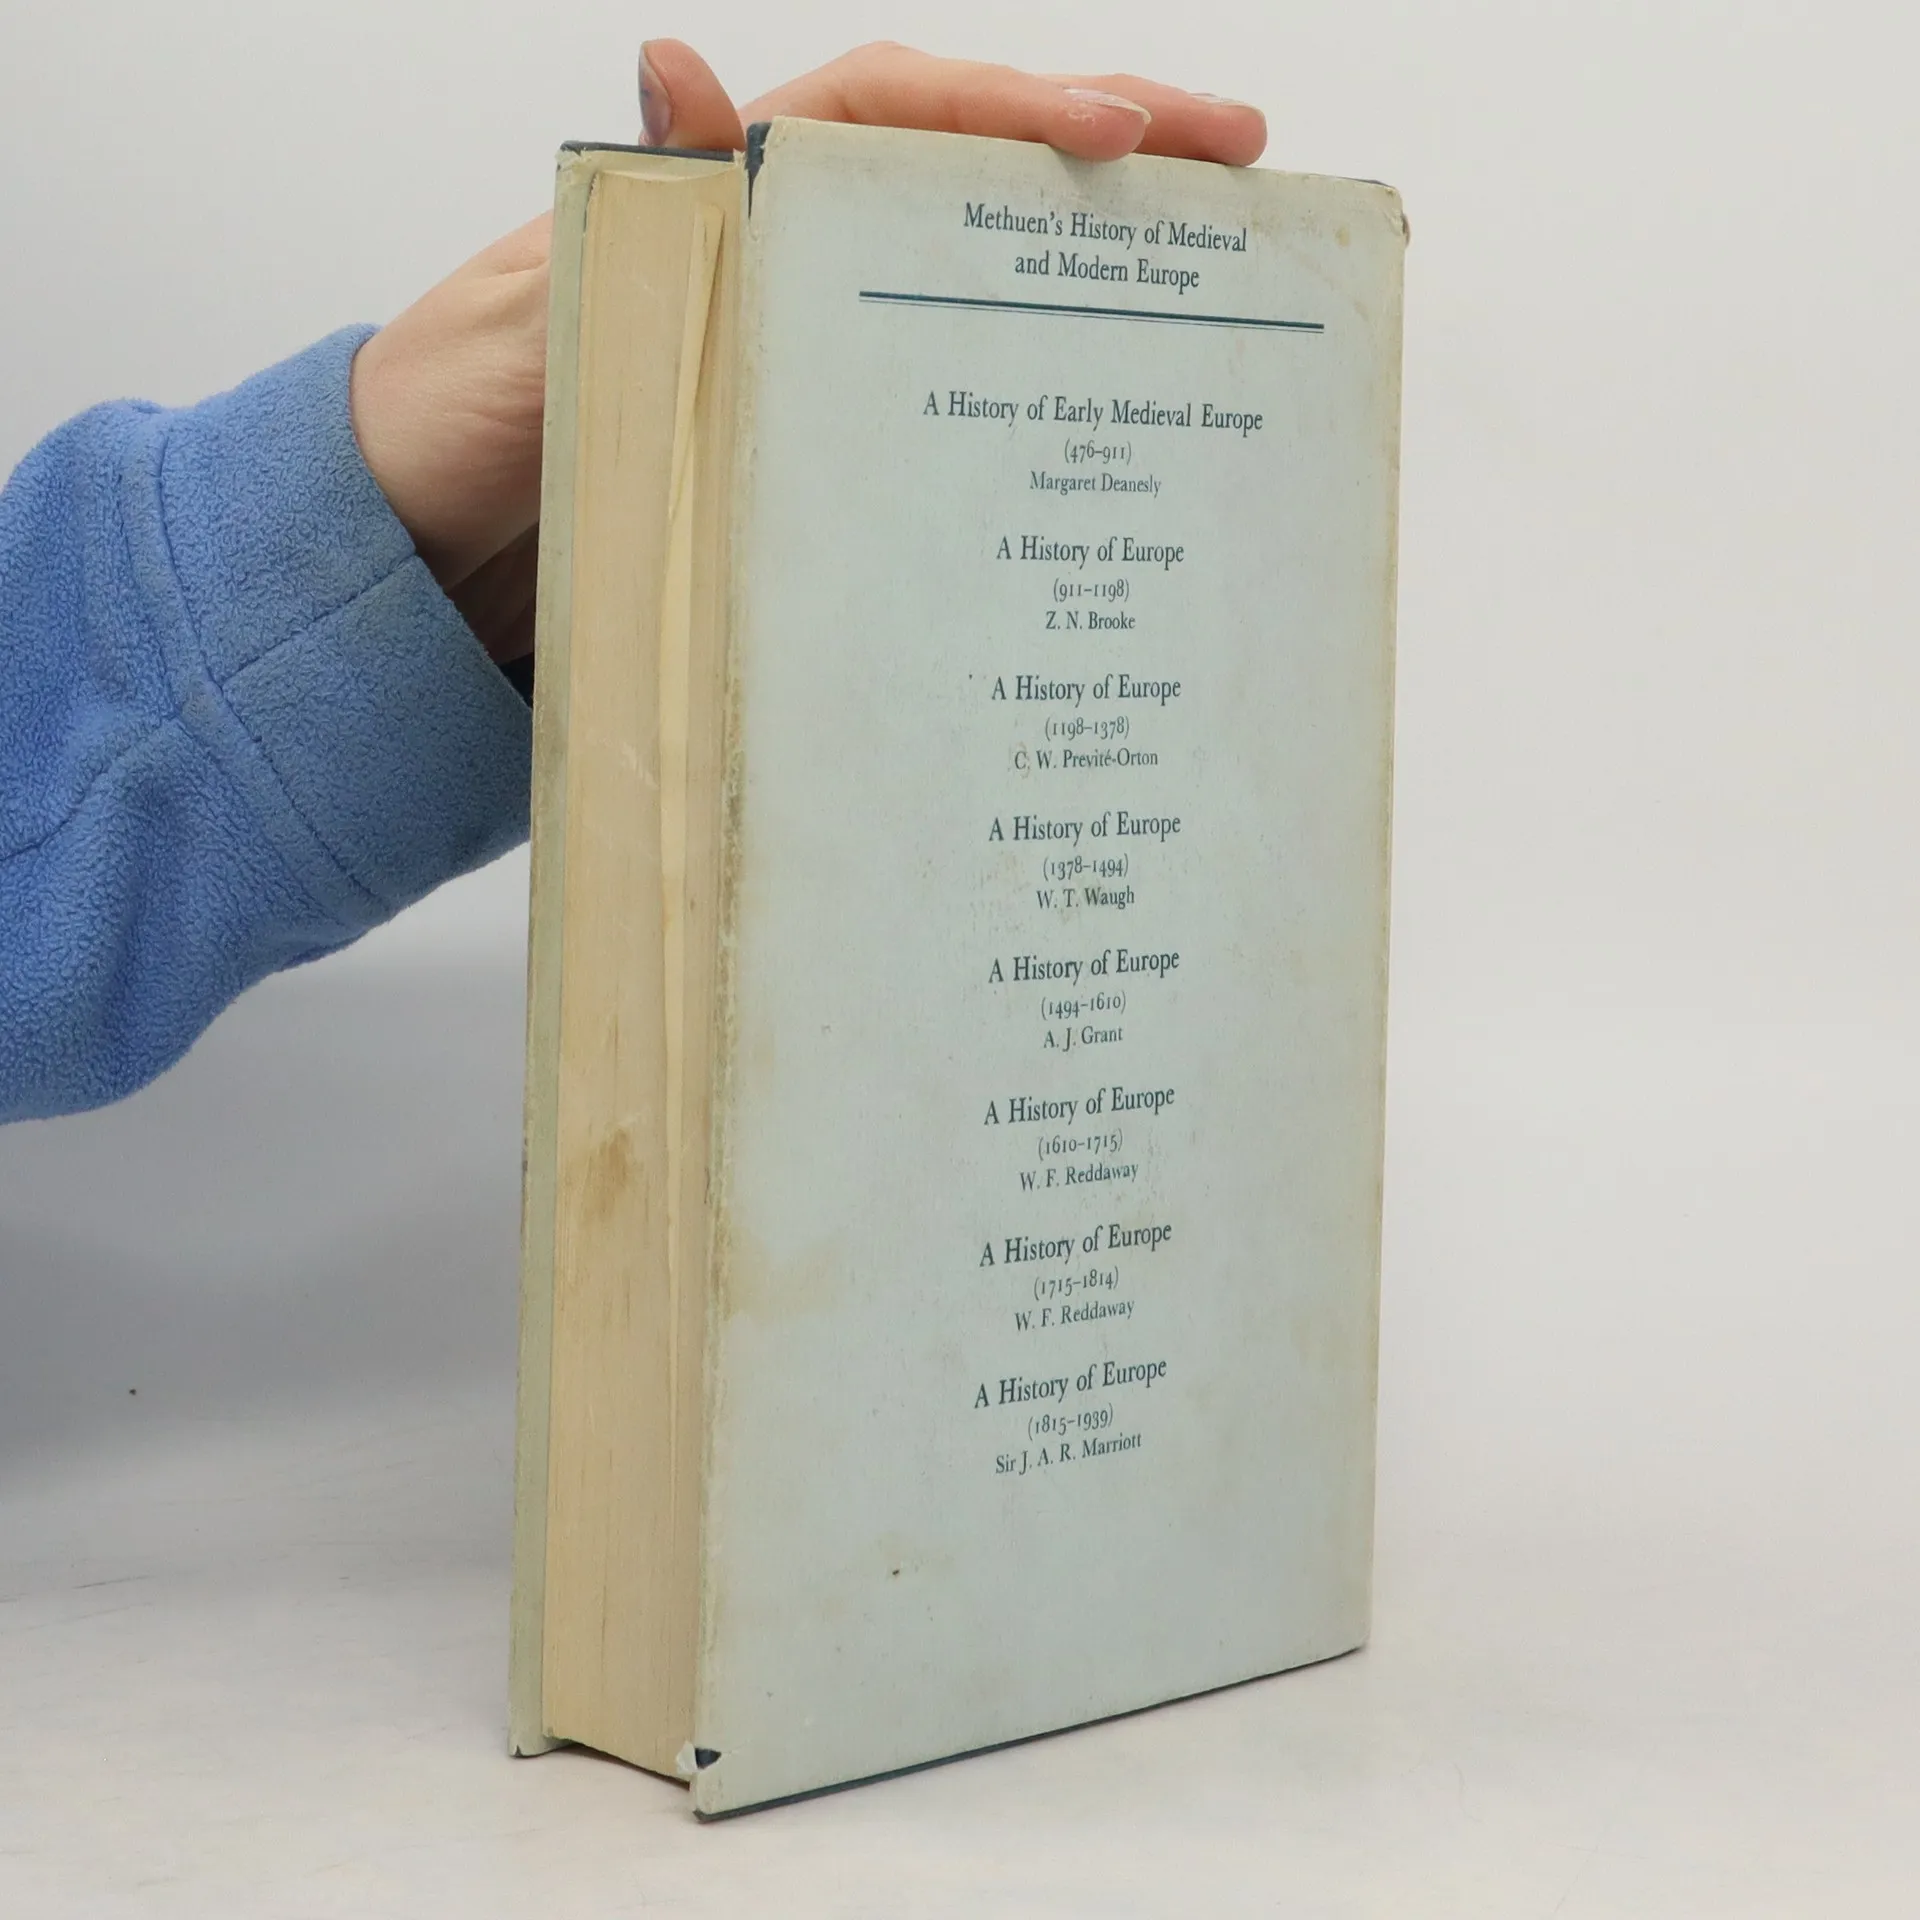 Methuen's History of Medieval
and Modern Europe
A History of Early Medieval Europe
(476–911)
Margaret Deanesly
A History of Europe
(911–1198)
Z. N. Brooke
A History of Europe
(1198–1378)
C. W. Previté-Orton
A History of Europe
(1378–1494)
W. T. Waugh
A History of Europe
(1494–1610)
A. J. Grant
A History of Europe
(1610–1715)
W. F. Reddaway
A History of Europe
(1715–1814)
W. F. Reddaway
A History of Europe
(1815–1939)
Sir J. A. R. Marriott